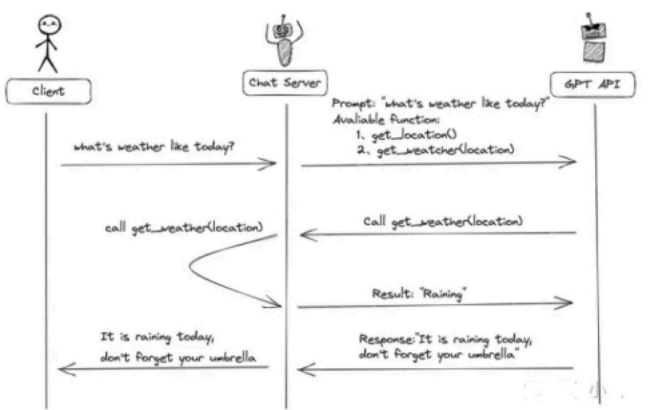 Client
Chat Server
GPT API
Prompt: "what's weather like today?"
Avaliable function:
1、get_location()
2、get_weatcher(location)
what's weather like today?
call get_weather(location)
Call get_weather(location)
Result: "Raining"
It is raining today,
don't forget your umbrella
Response:"It is raining today,
don't forget your umbrella"